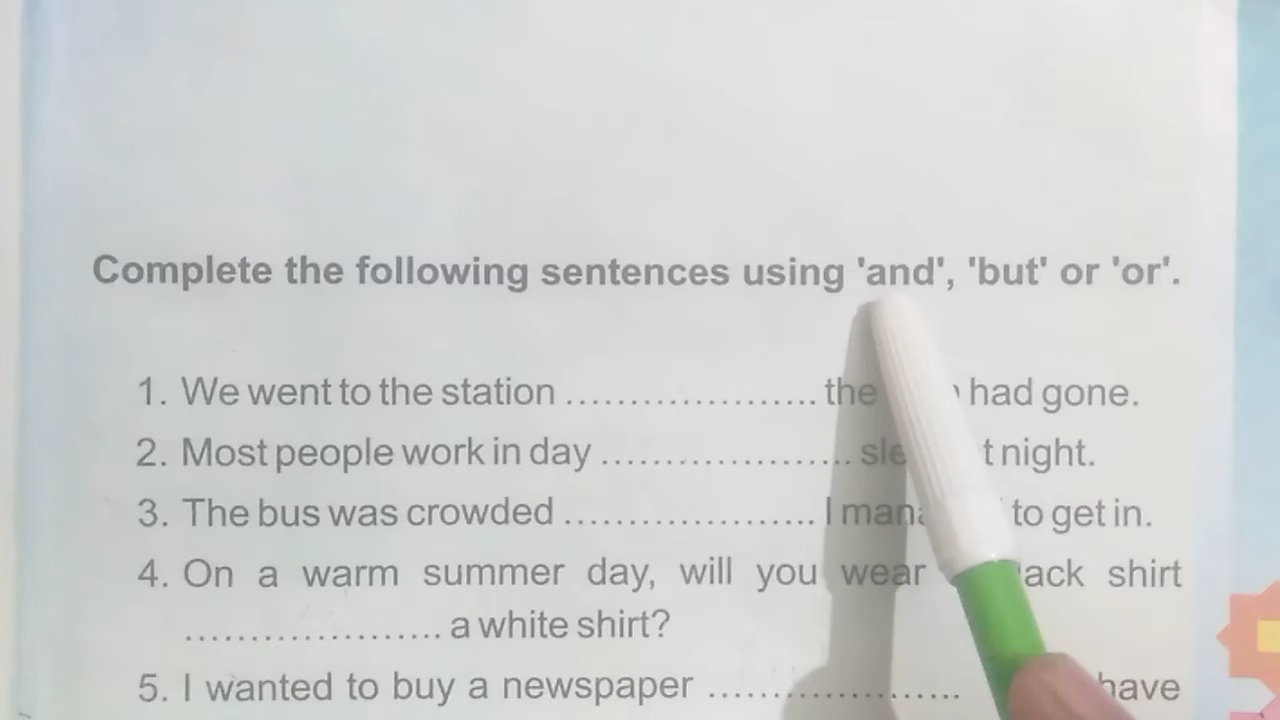 Complete the following sentences using 'and', 'but' or 'or'.
1. We went to the station .................... the had gone.
2. Most people work in day .................... night.
3. The bus was crowded .................... I to get in.
4. On a warm summer day, will you wear shirt
.................... a white shirt?
5. I wanted to buy a newspaper .................... have